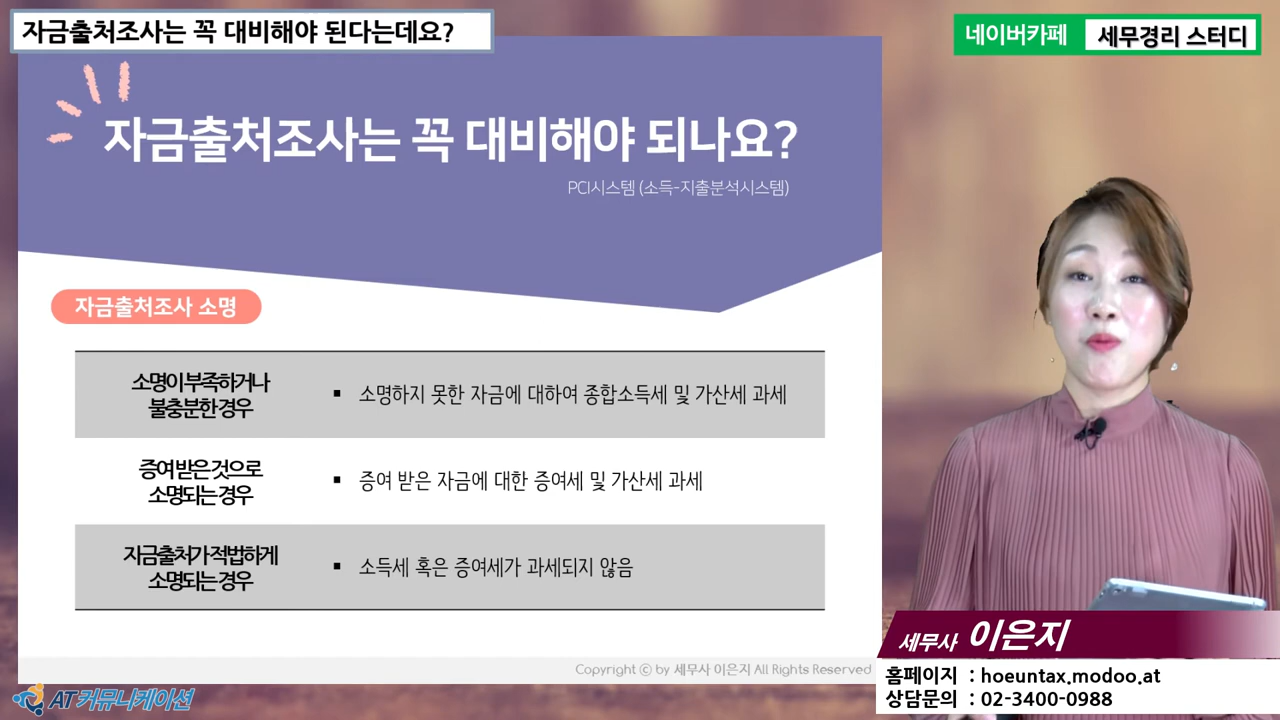 자금출처조사는 꼭 대비해야 된다는데요?
네이버카페 세무경리 스터디
자금출처조사는 꼭 대비해야 되나요?
PCI시스템 (소득-지출분석시스템)
자금출처조사 소명
소명이 부족하거나
불충분한 경우
▪ 소명하지 못한 자금에 대하여 종합소득세 및 가산세 과세
증여 받은 것으로
소명되는 경우
▪ 증여 받은 자금에 대한 증여세 및 가산세 과세
자금출처가 적법하게
소명되는 경우
▪ 소득세 혹은 증여세가 과세되지 않음
Copyright ⓒ by 세무사 이은지 All Rights Reserved
AT커뮤니케이션
세무사 이은지
홈페이지 : hoeuntax.modoo.at
상담문의 : 02-3400-0988